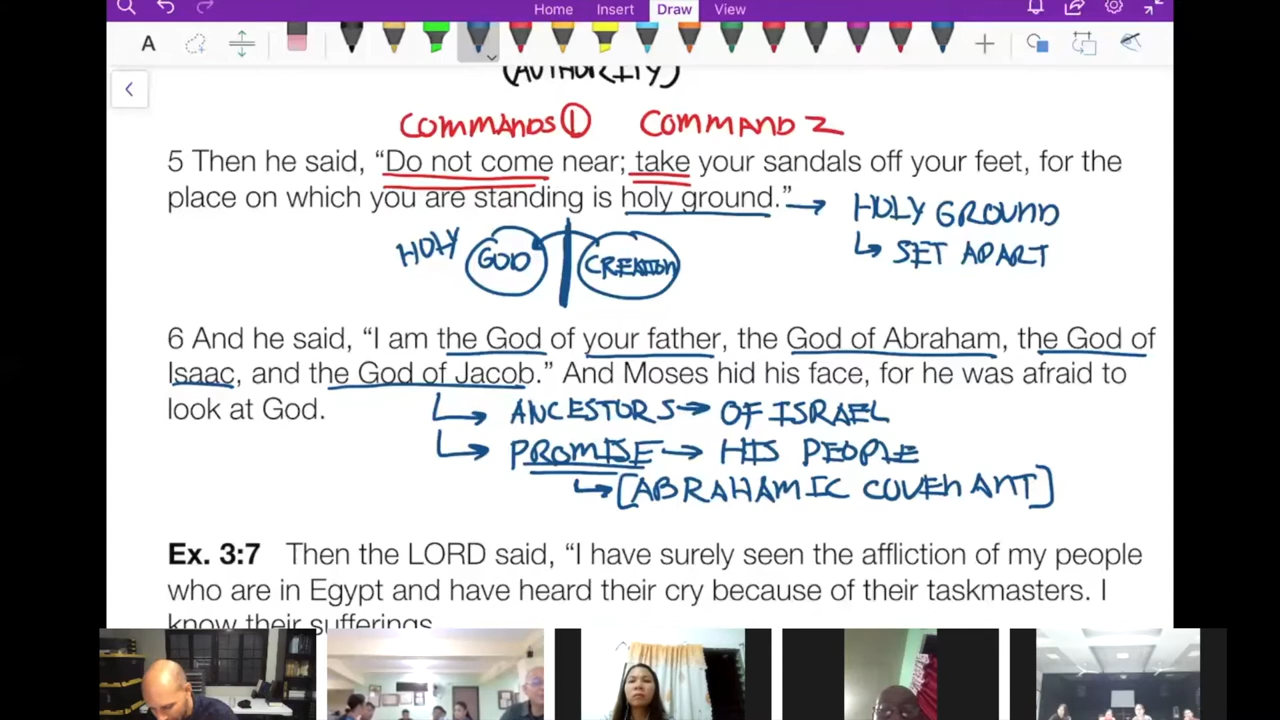 Home Insert Draw View
A
(AUTHORITY)
COMMANDS ① COMMAND 2
5 Then he said, “Do not come near; take your sandals off your feet, for the
place on which you are standing is holy ground.” → HOLY GROUND
↳ SET APART
HOLY GOD CREATION
6 And he said, “I am the God of your father, the God of Abraham, the God of
Isaac, and the God of Jacob.” And Moses hid his face, for he was afraid to
look at God.
↳ ANCESTORS → OF ISRAEL
↳ PROMISE → HIS PEOPLE
↳ [ABRAHAMIC COVENANT]
Ex. 3:7 Then the LORD said, “I have surely seen the affliction of my people
who are in Egypt and have heard their cry because of their taskmasters. I
know their sufferings